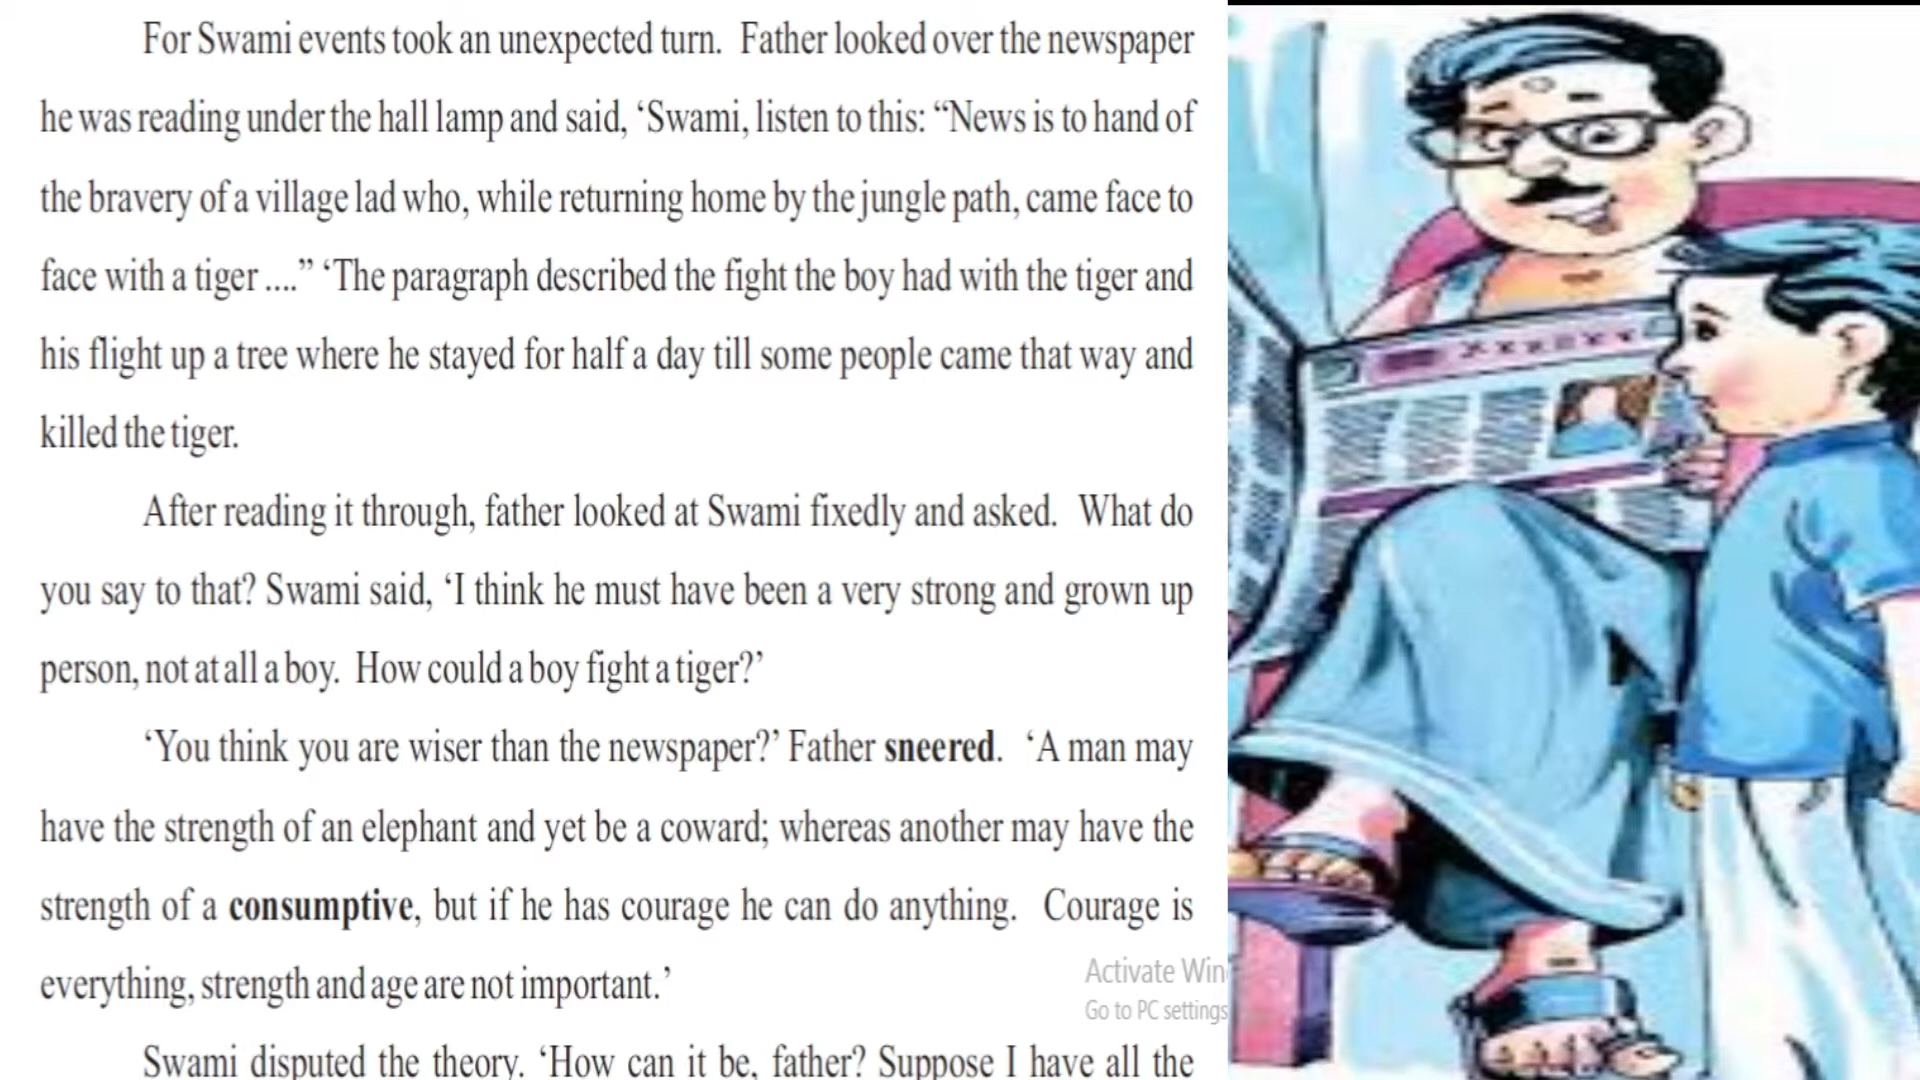 For Swami events took an unexpected turn. Father looked over the newspaper
he was reading under the hall lamp and said, ‘Swami, listen to this: “News is to hand of
the bravery of a village lad who, while returning home by the jungle path, came face to
face with a tiger ....” ‘The paragraph described the fight the boy had with the tiger and
his flight up a tree where he stayed for half a day till some people came that way and
killed the tiger.
After reading it through, father looked at Swami fixedly and asked. What do
you say to that? Swami said, ‘I think he must have been a very strong and grown up
person, not at all a boy. How could a boy fight a tiger?’
‘You think you are wiser than the newspaper?’ Father sneered. ‘A man may
have the strength of an elephant and yet be a coward; whereas another may have the
strength of a consumptive, but if he has courage he can do anything. Courage is
everything, strength and age are not important.’
Swami disputed the theory. ‘How can it be, father? Suppose I have all the
Activate Win
Go to PC settings